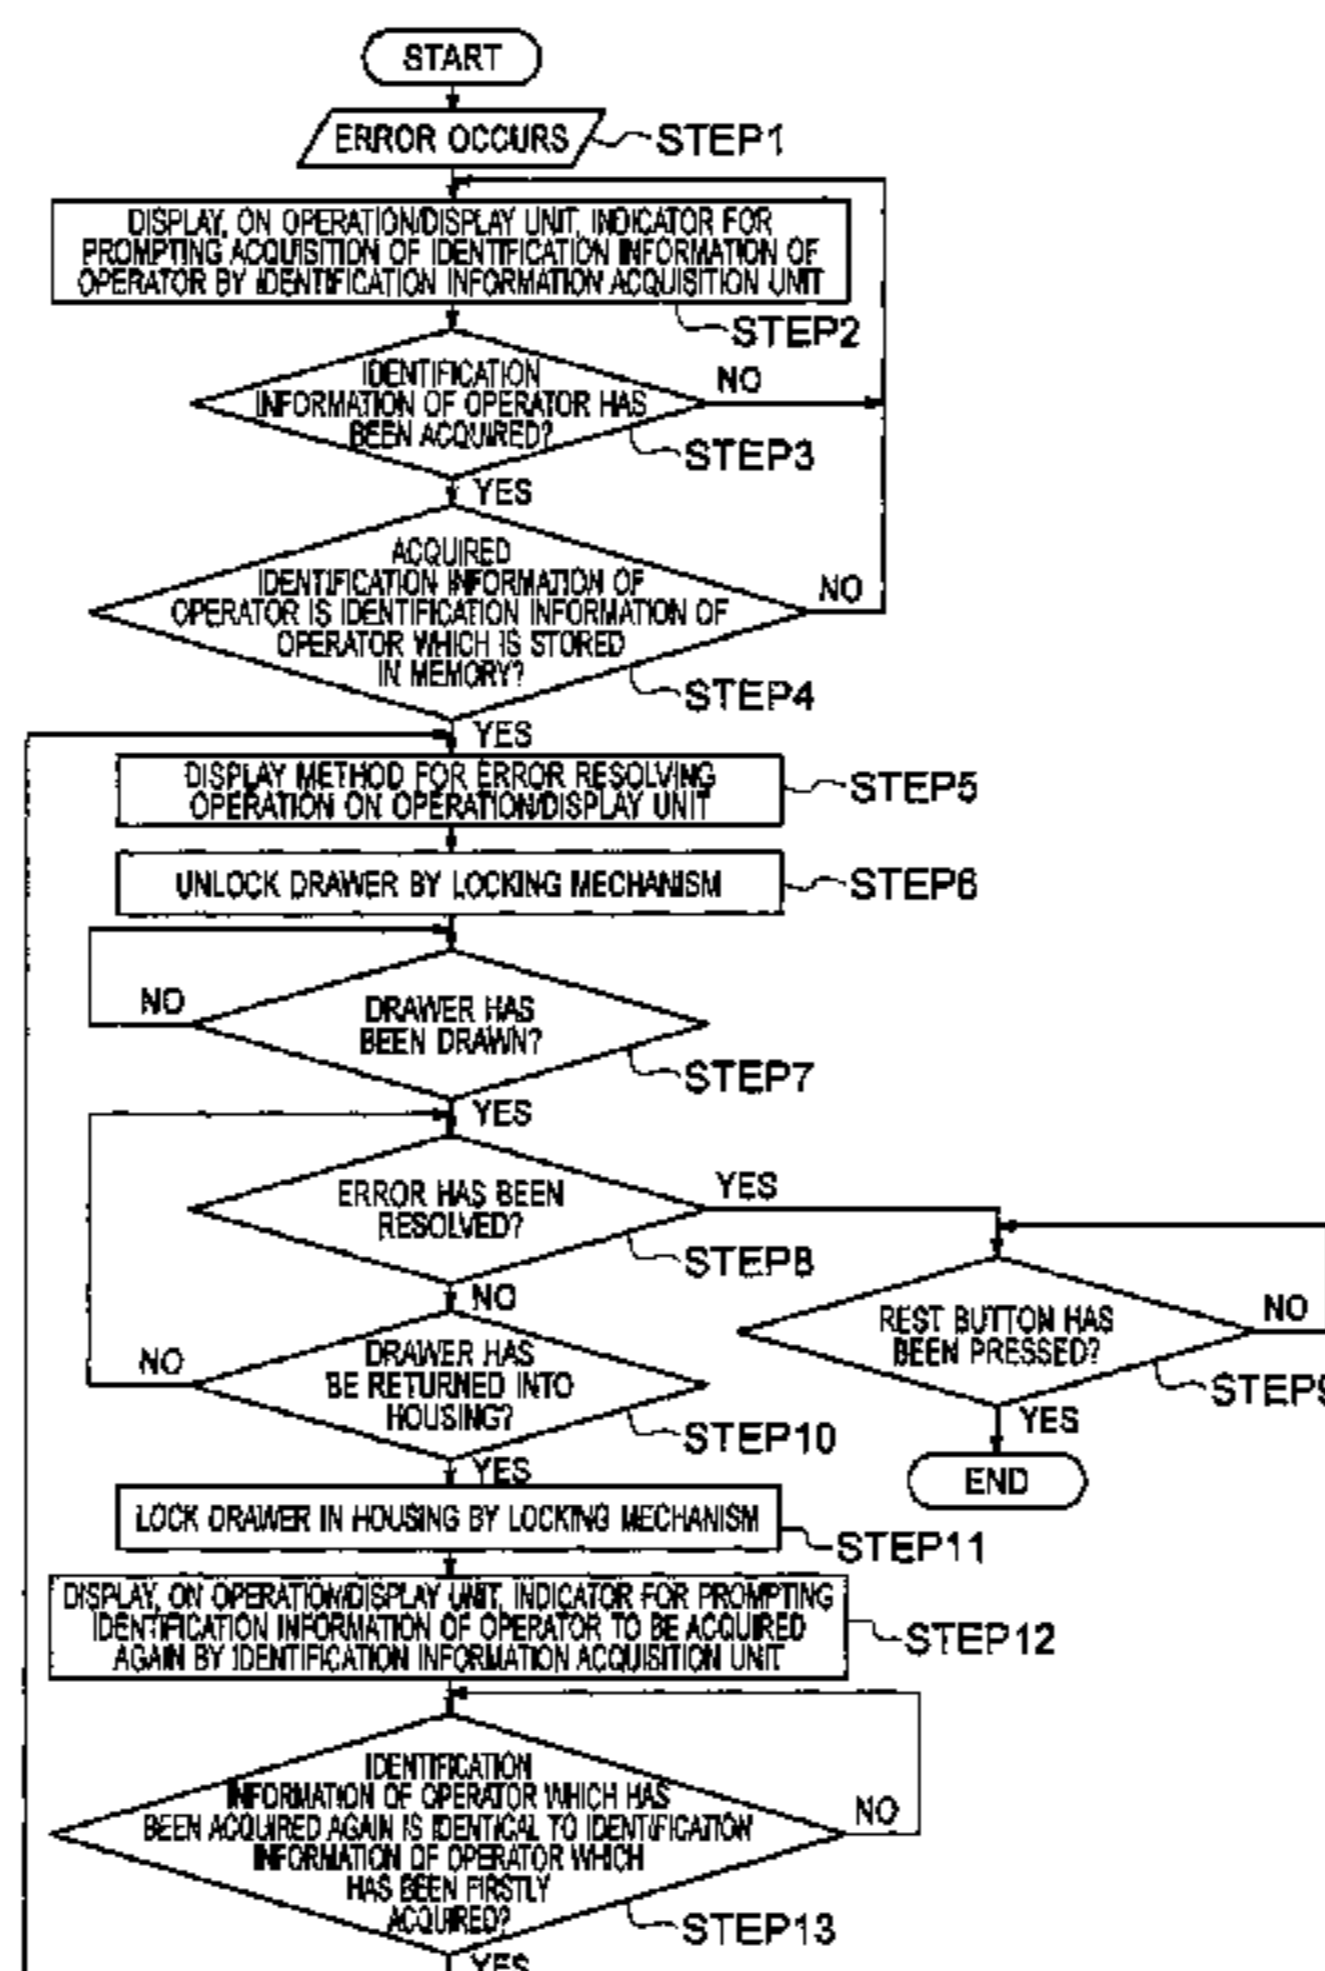 START
ERROR OCCURS
STEP1
DISPLAY, ON OPERATION/DISPLAY UNIT, INDICATOR FOR
PROMPTING ACQUISITION OF IDENTIFICATION INFORMATION OF
OPERATOR BY IDENTIFICATION INFORMATION ACQUISITION UNIT
STEP2
IDENTIFICATION
INFORMATION OF OPERATOR HAS
BEEN ACQUIRED?
NO
STEP3
YES
ACQUIRED
IDENTIFICATION INFORMATION OF
OPERATOR IS IDENTIFICATION INFORMATION OF
OPERATOR WHICH IS STORED
IN MEMORY?
NO
STEP4
YES
DISPLAY METHOD FOR ERROR RESOLVING
OPERATION ON OPERATION/DISPLAY UNIT
STEP5
UNLOCK DRAWER BY LOCKING MECHANISM
STEP6
NO
DRAWER HAS
BEEN DRAWN?
STEP7
YES
ERROR HAS BEEN
RESOLVED?
YES
STEP8
NO
REST BUTTON HAS
BEEN PRESSED?
NO
STEP9
YES
END
NO
DRAWER HAS
BE RETURNED INTO
HOUSING?
STEP10
YES
LOCK DRAWER IN HOUSING BY LOCKING MECHANISM
STEP11
DISPLAY, ON OPERATION/DISPLAY UNIT, INDICATOR FOR PROMPTING
IDENTIFICATION INFORMATION OF OPERATOR TO BE ACQUIRED
AGAIN BY IDENTIFICATION INFORMATION ACQUISITION UNIT
STEP12
IDENTIFICATION
INFORMATION OF OPERATOR WHICH HAS
BEEN ACQUIRED AGAIN IS IDENTICAL TO IDENTIFICATION
INFORMATION OF OPERATOR WHICH
HAS BEEN FIRSTLY
ACQUIRED?
NO
STEP13
YES